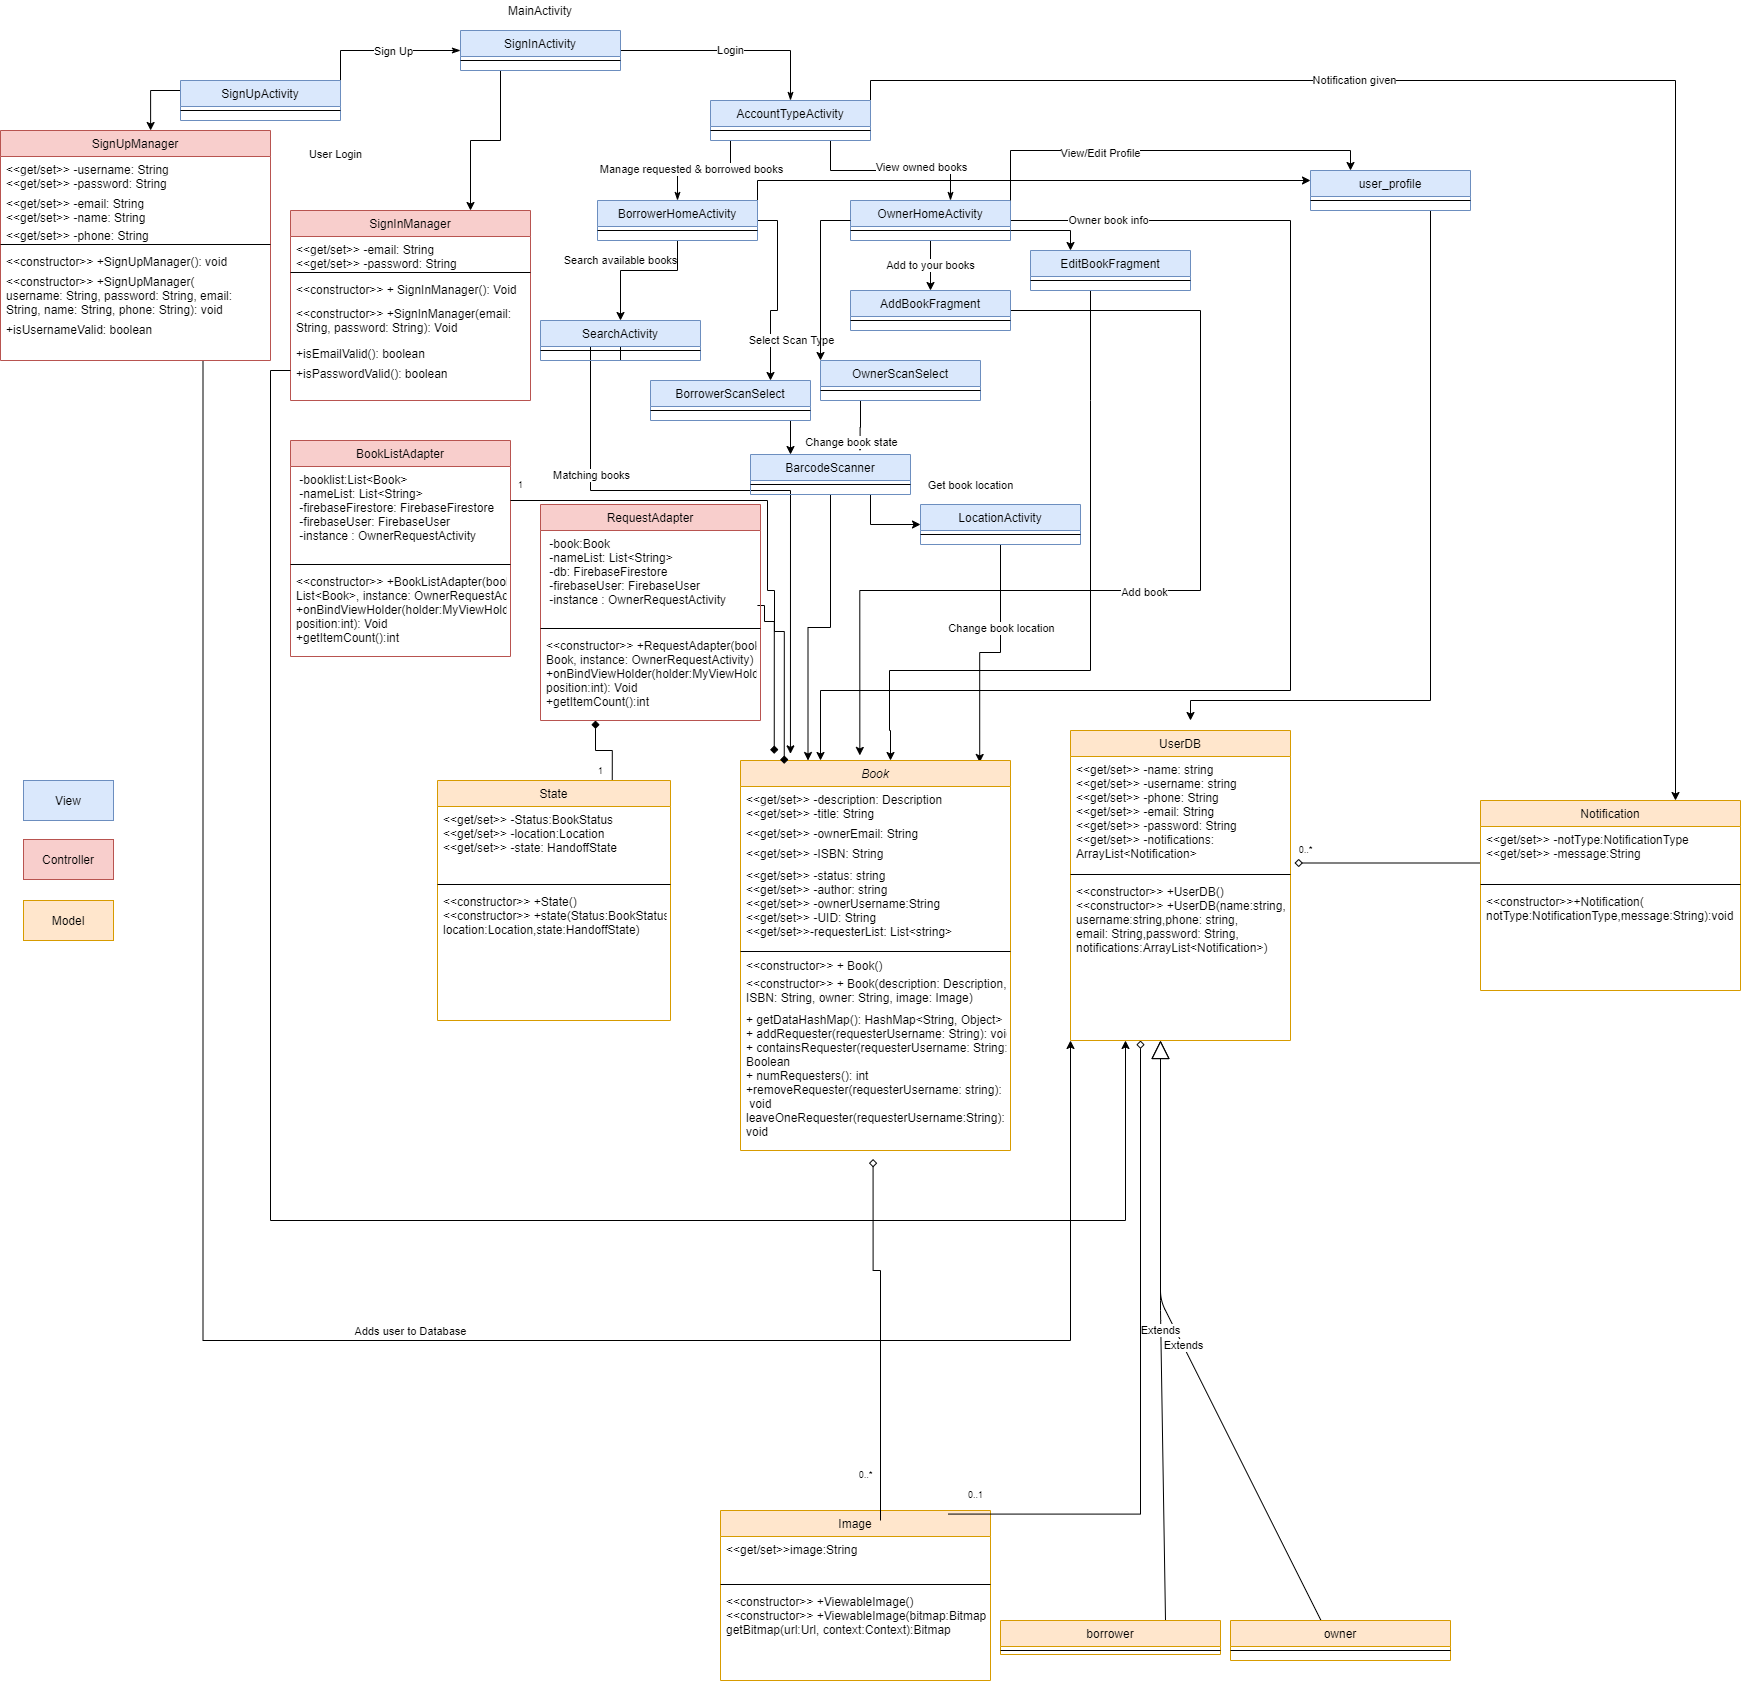 MainActivity
SignInActivity
Sign Up
Login
SignUpActivity
Notification given
AccountTypeActivity
SignUpManager
<<get/set>> -username: String
<<get/set>> -password: String
<<get/set>> -email: String
<<get/set>> -name: String
<<get/set>> -phone: String
<<constructor>> +SignUpManager(): void
<<constructor>> +SignUpManager(
username: String, password: String, email:
String, name: String, phone: String): void
+isUsernameValid: boolean
User Login
Manage requested & borrowed books
View owned books
View/Edit Profile
user_profile
SignInManager
<<get/set>> -email: String
<<get/set>> -password: String
<<constructor>> + SignInManager(): Void
<<constructor>> +SignInManager(email:
String, password: String): Void
+isEmailValid(): boolean
+isPasswordValid(): boolean
BorrowerHomeActivity
OwnerHomeActivity
Owner book info
Search available books
Add to your books
EditBookFragment
AddBookFragment
SearchActivity
Select Scan Type
OwnerScanSelect
BorrowerScanSelect
Change book state
BarcodeScanner
Matching books
Get book location
LocationActivity
BookListAdapter
-booklist:List<Book>
-nameList: List<String>
-firebaseFirestore: FirebaseFirestore
-firebaseUser: FirebaseUser
-instance : OwnerRequestActivity
<<constructor>> +BookListAdapter(boo
List<Book>, instance: OwnerRequestAc
+onBindViewHolder(holder:MyViewHolc
position:int): Void
+getItemCount():int
1
RequestAdapter
-book:Book
-nameList: List<String>
-db: FirebaseFirestore
-firebaseUser: FirebaseUser
-instance : OwnerRequestActivity
<<constructor>> +RequestAdapter(bool
Book, instance: OwnerRequestActivity)
+onBindViewHolder(holder:MyViewHolc
position:int): Void
+getItemCount():int
Add book
Change book location
1
State
<<get/set>> -Status:BookStatus
<<get/set>> -location:Location
<<get/set>> -state: HandoffState
<<constructor>> +State()
<<constructor>> +state(Status:BookStatus
location:Location,state:HandoffState)
View
Controller
Model
Book
<<get/set>> -description: Description
<<get/set>> -title: String
<<get/set>> -ownerEmail: String
<<get/set>> -ISBN: String
<<get/set>> -status: string
<<get/set>> -author: string
<<get/set>> -ownerUsername:String
<<get/set>> -UID: String
<<get/set>>-requesterList: List<string>
<<constructor>> + Book()
<<constructor>> + Book(description: Description,
ISBN: String, owner: String, image: Image)
+ getDataHashMap(): HashMap<String, Object>
+ addRequester(requesterUsername: String): voi
+ containsRequester(requesterUsername: String:
Boolean
+ numRequesters(): int
+removeRequester(requesterUsername: string):
void
leaveOneRequester(requesterUsername:String):
void
UserDB
<<get/set>> -name: string
<<get/set>> -username: string
<<get/set>> -phone: String
<<get/set>> -email: String
<<get/set>> -password: String
<<get/set>> -notifications:
ArrayList<Notification>
<<constructor>> +UserDB()
<<constructor>> +UserDB(name:string,
username:string,phone: string,
email: String,password: String,
notifications:ArrayList<Notification>)
0..*
Notification
<<get/set>> -notType:NotificationType
<<get/set>> -message:String
<<constructor>>+Notification(
notType:NotificationType,message:String):void
Adds user to Database
Extends
Extends
0..*
0..1
Image
<<get/set>>image:String
<<constructor>> +ViewableImage()
<<constructor>> +ViewableImage(bitmap:Bitmap
getBitmap(url:Url, context:Context):Bitmap
borrower
owner